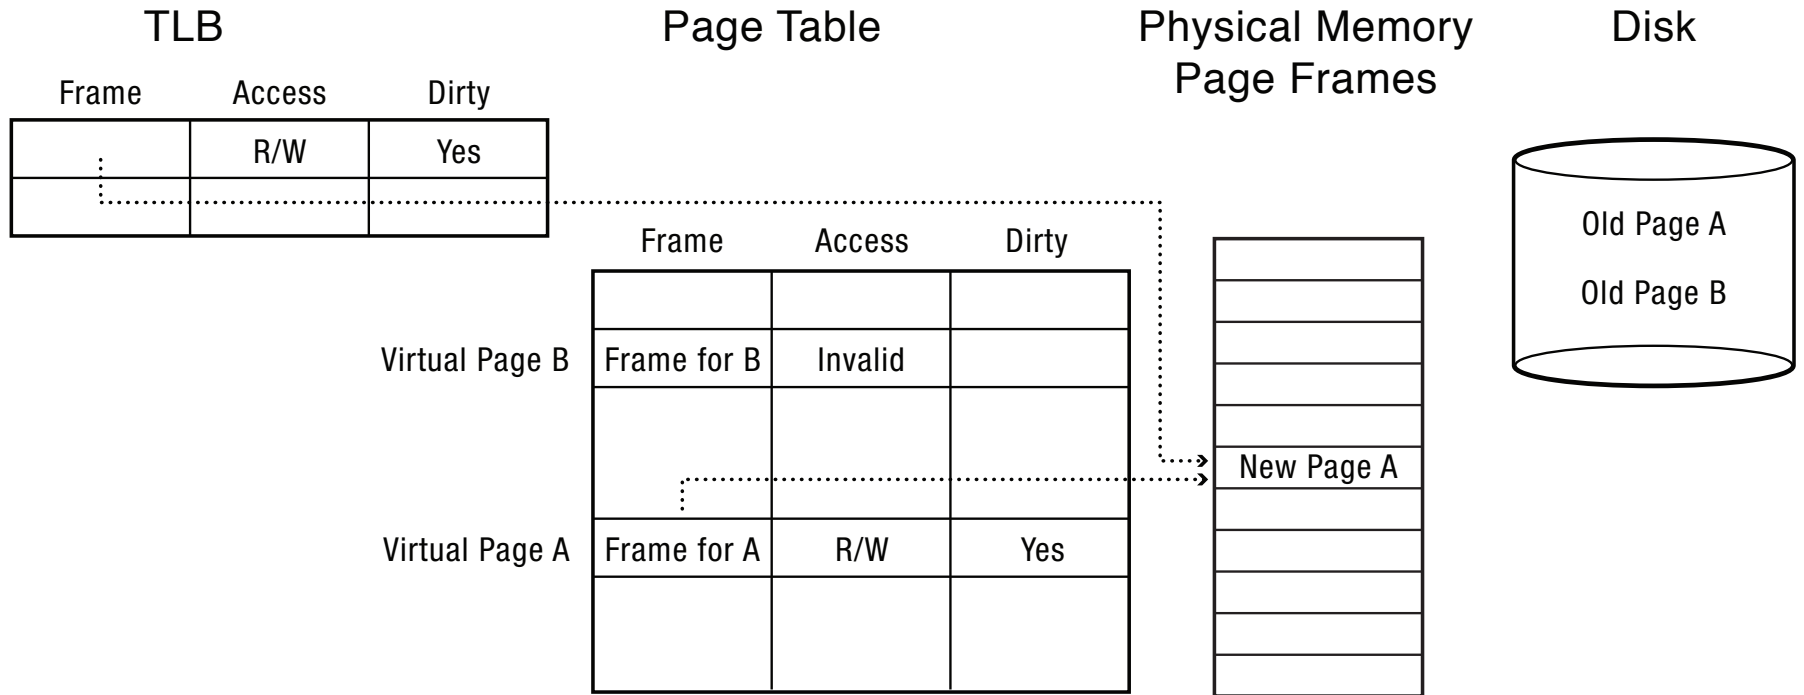 TLB
Page Table
Physical Memory
Page Frames
Disk
Frame Access Dirty
R/W Yes
Frame Access Dirty
Virtual Page B Frame for B Invalid
Virtual Page A Frame for A R/W Yes
New Page A
Old Page A
Old Page B